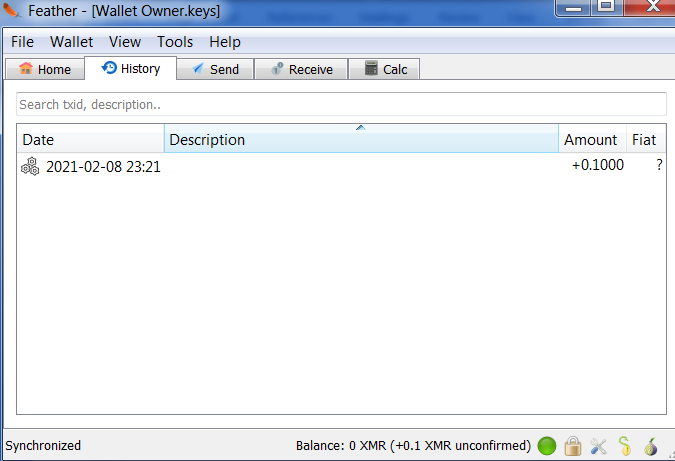 Feather - [Wallet Owner.keys]
File Wallet View Tools Help
Home History Send Receive Calc
Search txid, description..
Date Description Amount Fiat
2021-02-08 23:21 +0.1000 ?
Synchronized Balance: 0 XMR (+0.1 XMR unconfirmed)